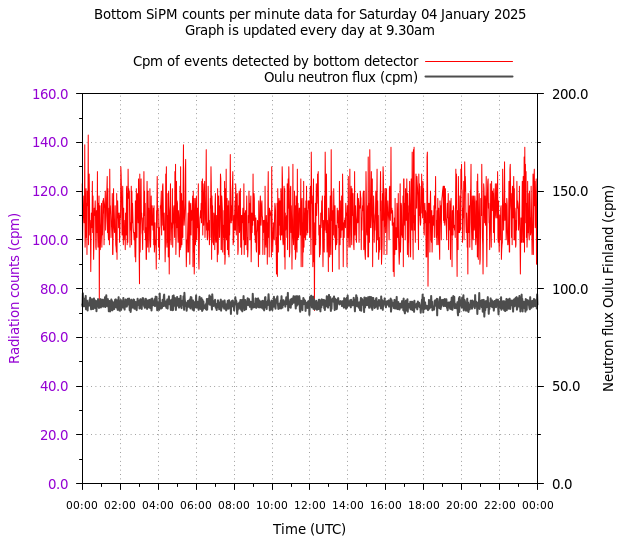 Bottom SiPM counts per minute data for Saturday 04 January 2025
Graph is updated every day at 9.30am
Cpm of events detected by bottom detector
Oulu neutron flux (cpm)
160.0
140.0
120.0
100.0
80.0
60.0
40.0
20.0
0.0
Radiation counts (cpm)
200.0
150.0
100.0
50.0
0.0
Neutron flux Oulu Finland (cpm)
00:00 02:00 04:00 06:00 08:00 10:00 12:00 14:00 16:00 18:00 20:00 22:00 00:00
Time (UTC)